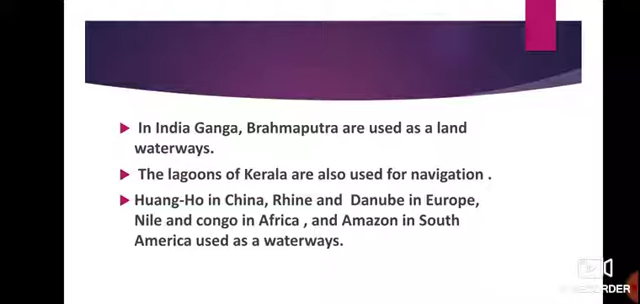 In India Ganga, Brahmaputra are used as a land
waterways.
The lagoons of Kerala are also used for navigation .
Huang-Ho in China, Rhine and Danube in Europe,
Nile and congo in Africa , and Amazon in South
America used as a waterways.